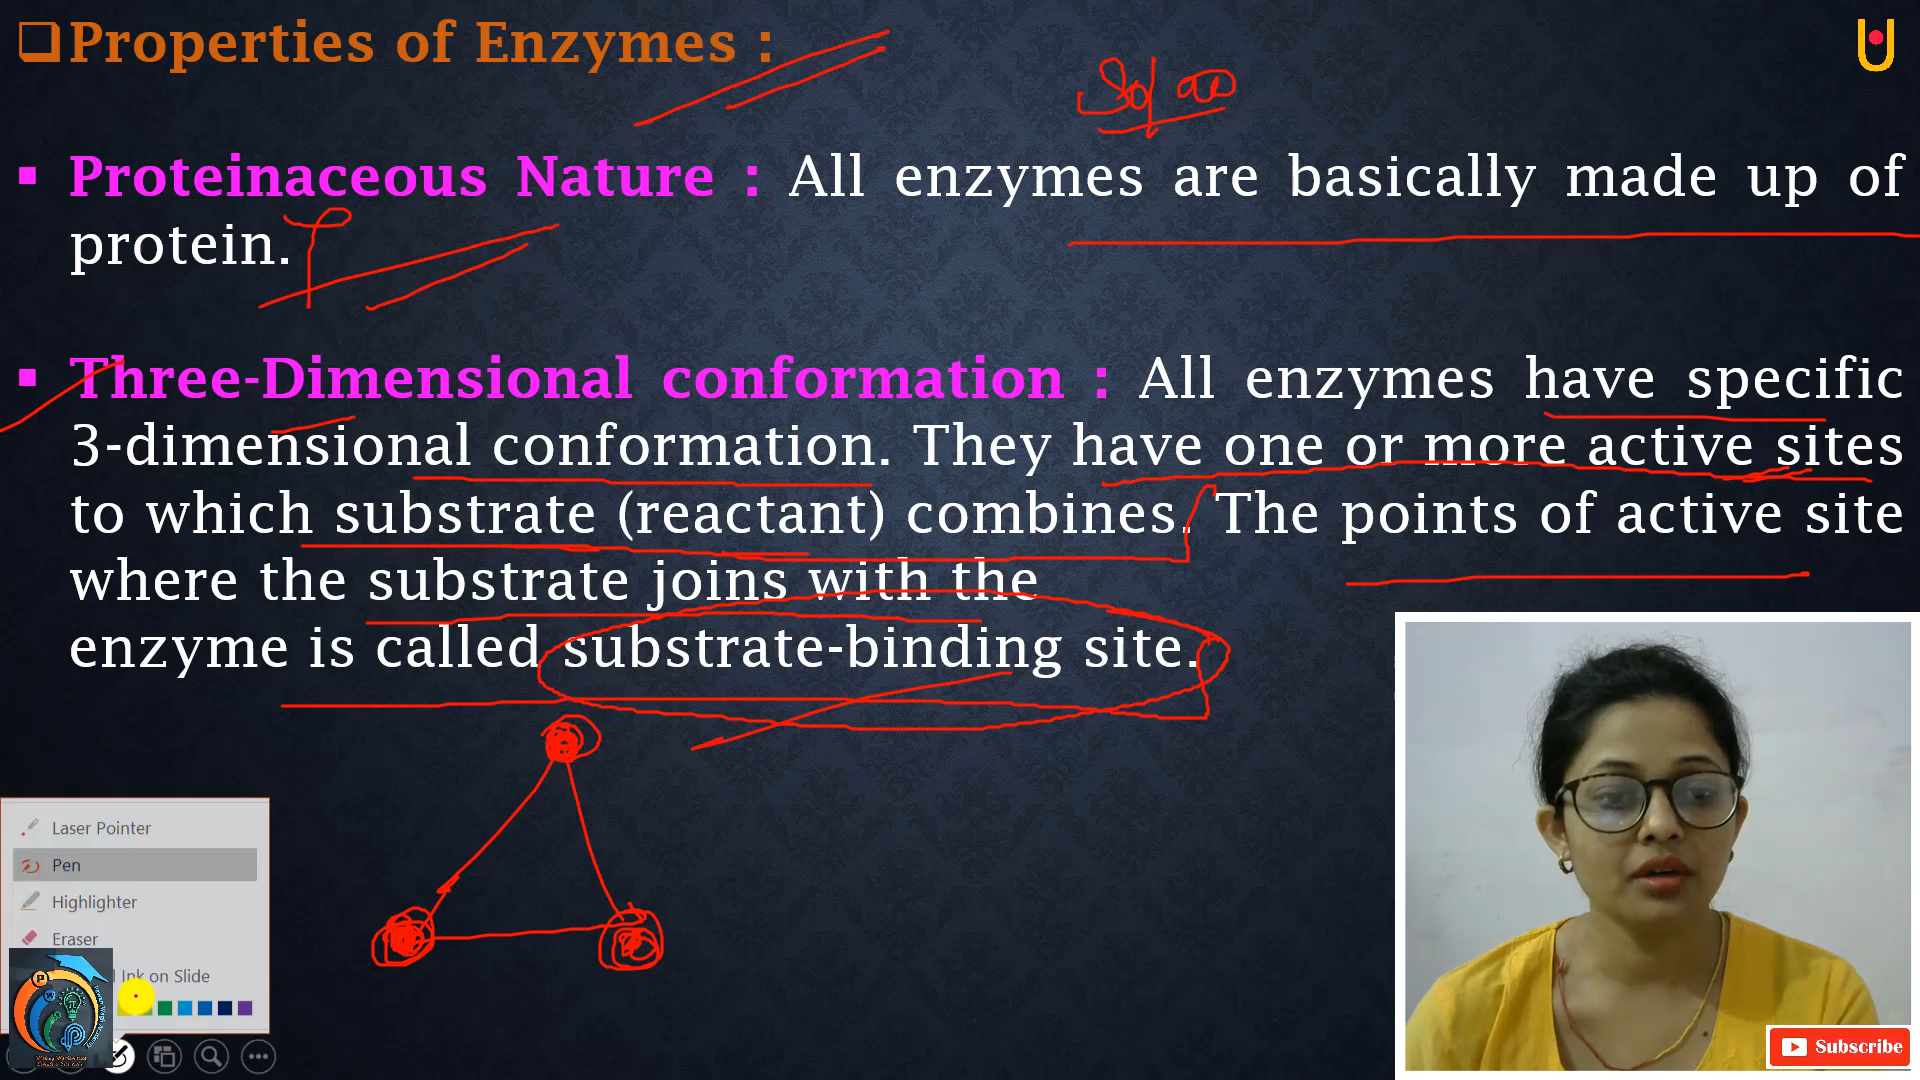 Properties of Enzymes :
Proteinaceous Nature : All enzymes are basically made up of
protein.
Three-Dimensional conformation : All enzymes have specific
3-dimensional conformation. They have one or more active sites
to which substrate (reactant) combines. The points of active site
where the substrate joins with the
enzyme is called substrate-binding site.
Laser Pointer
Pen
Highlighter
Eraser
Ink on Slide
Subscribe